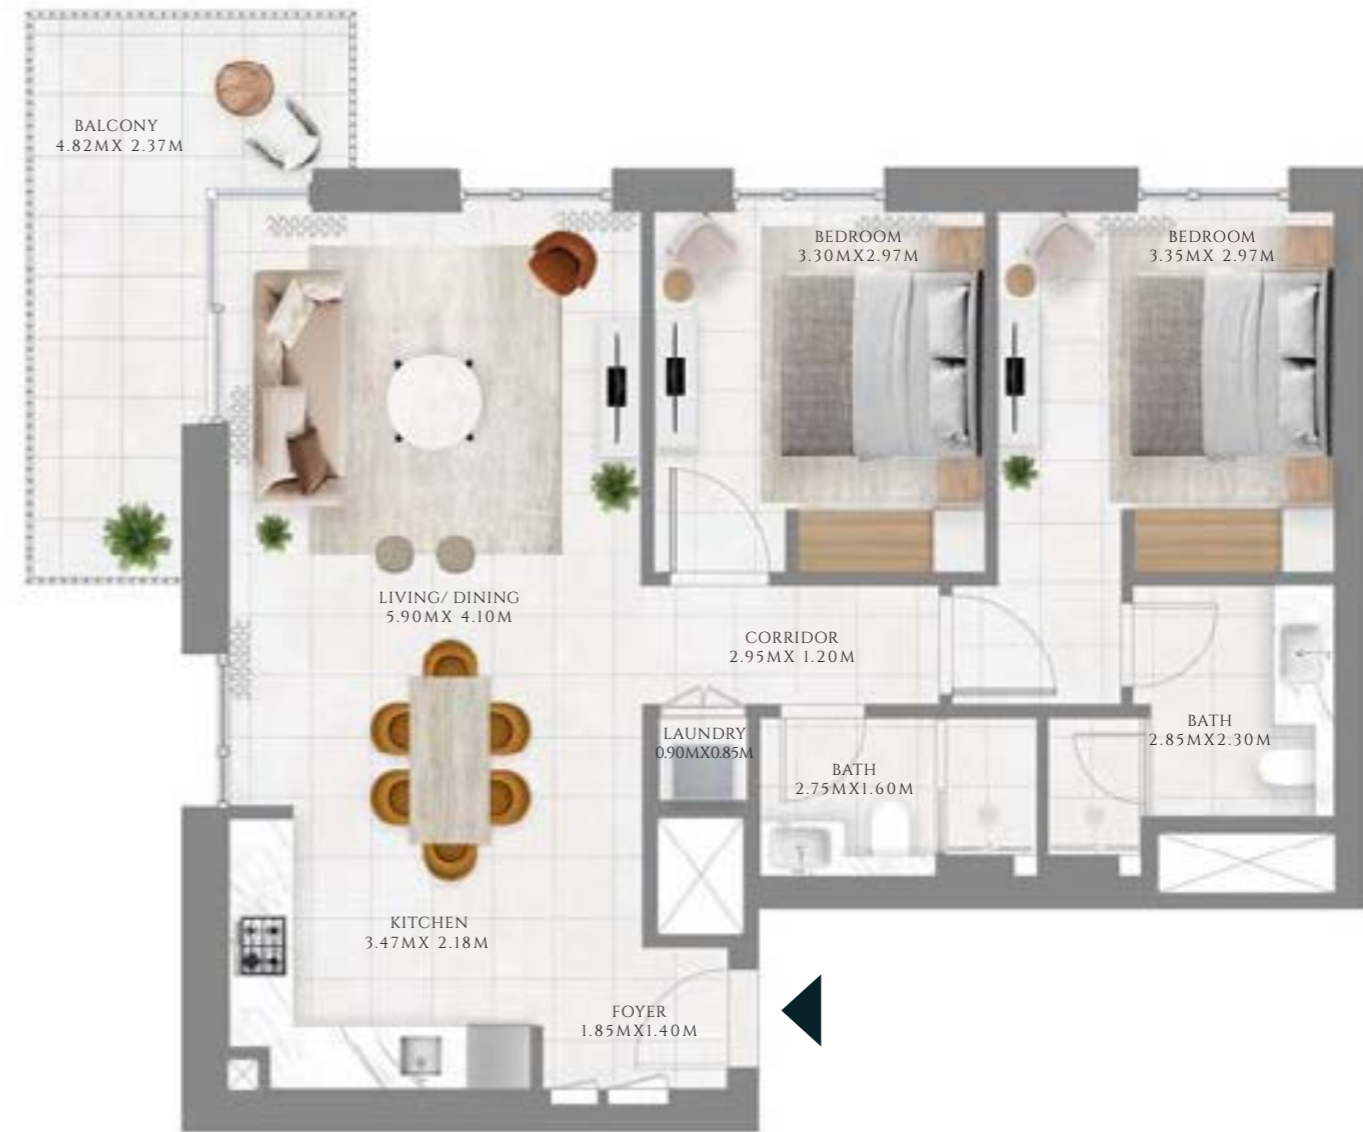 BALCONY
4.82MX 2.37M
BEDROOM
3.30MX2.97M
BEDROOM
3.35MX 2.97M
LIVING/ DINING
5.90MX 4.10M
CORRIDOR
2.95MX 1.20M
LAUNDRY
0.90MX0.85M
BATH
2.75MX1.60M
BATH
2.85MX2.30M
KITCHEN
3.47MX 2.18M
FOYER
1.85MX1.40M